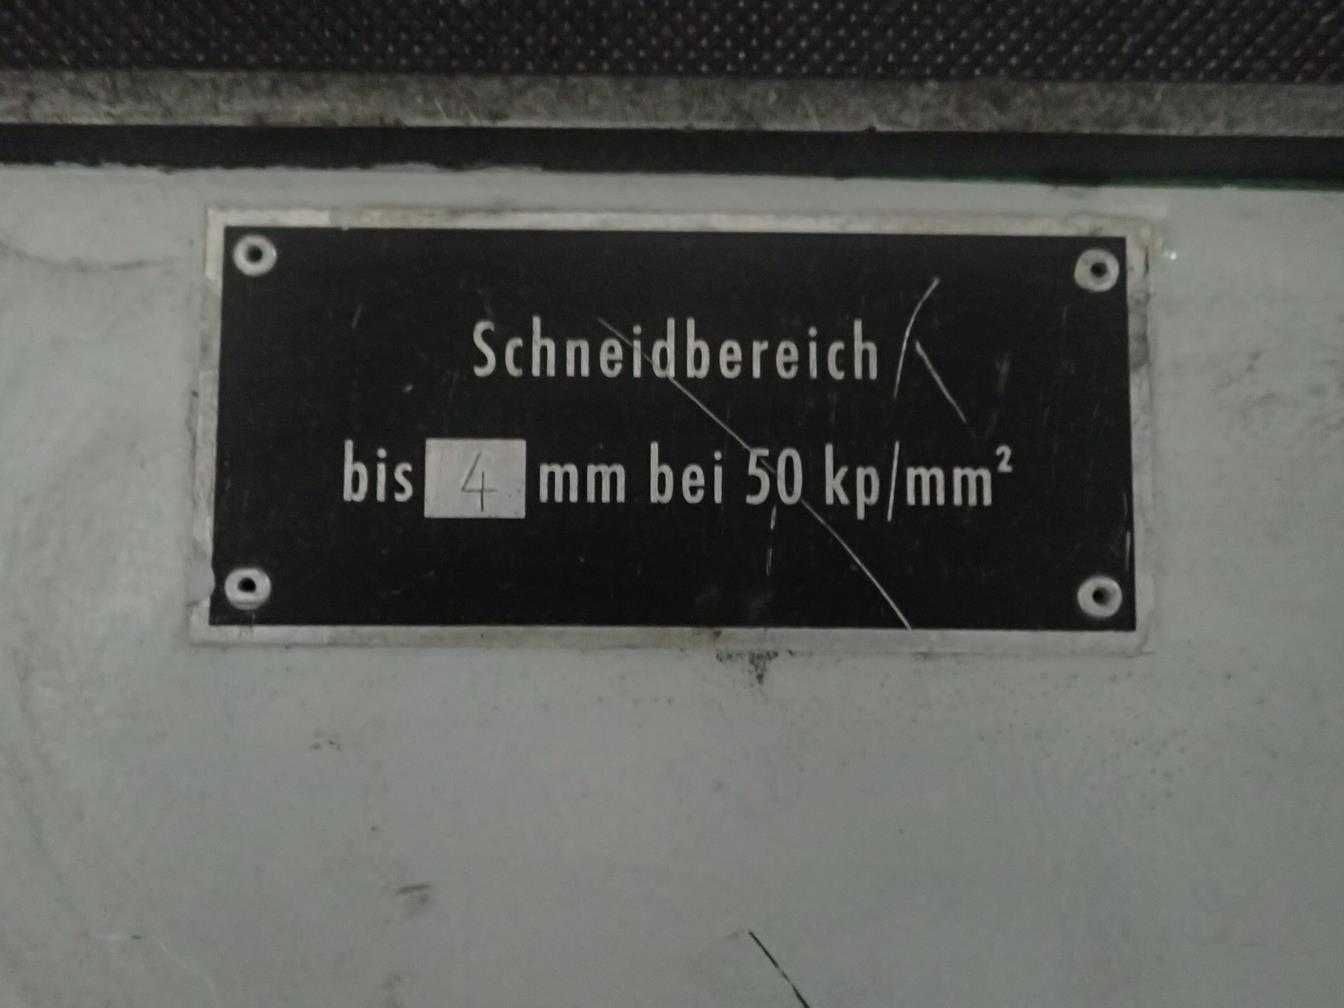 Schneidbereich
bis 4 mm bei 50 kp/mm²